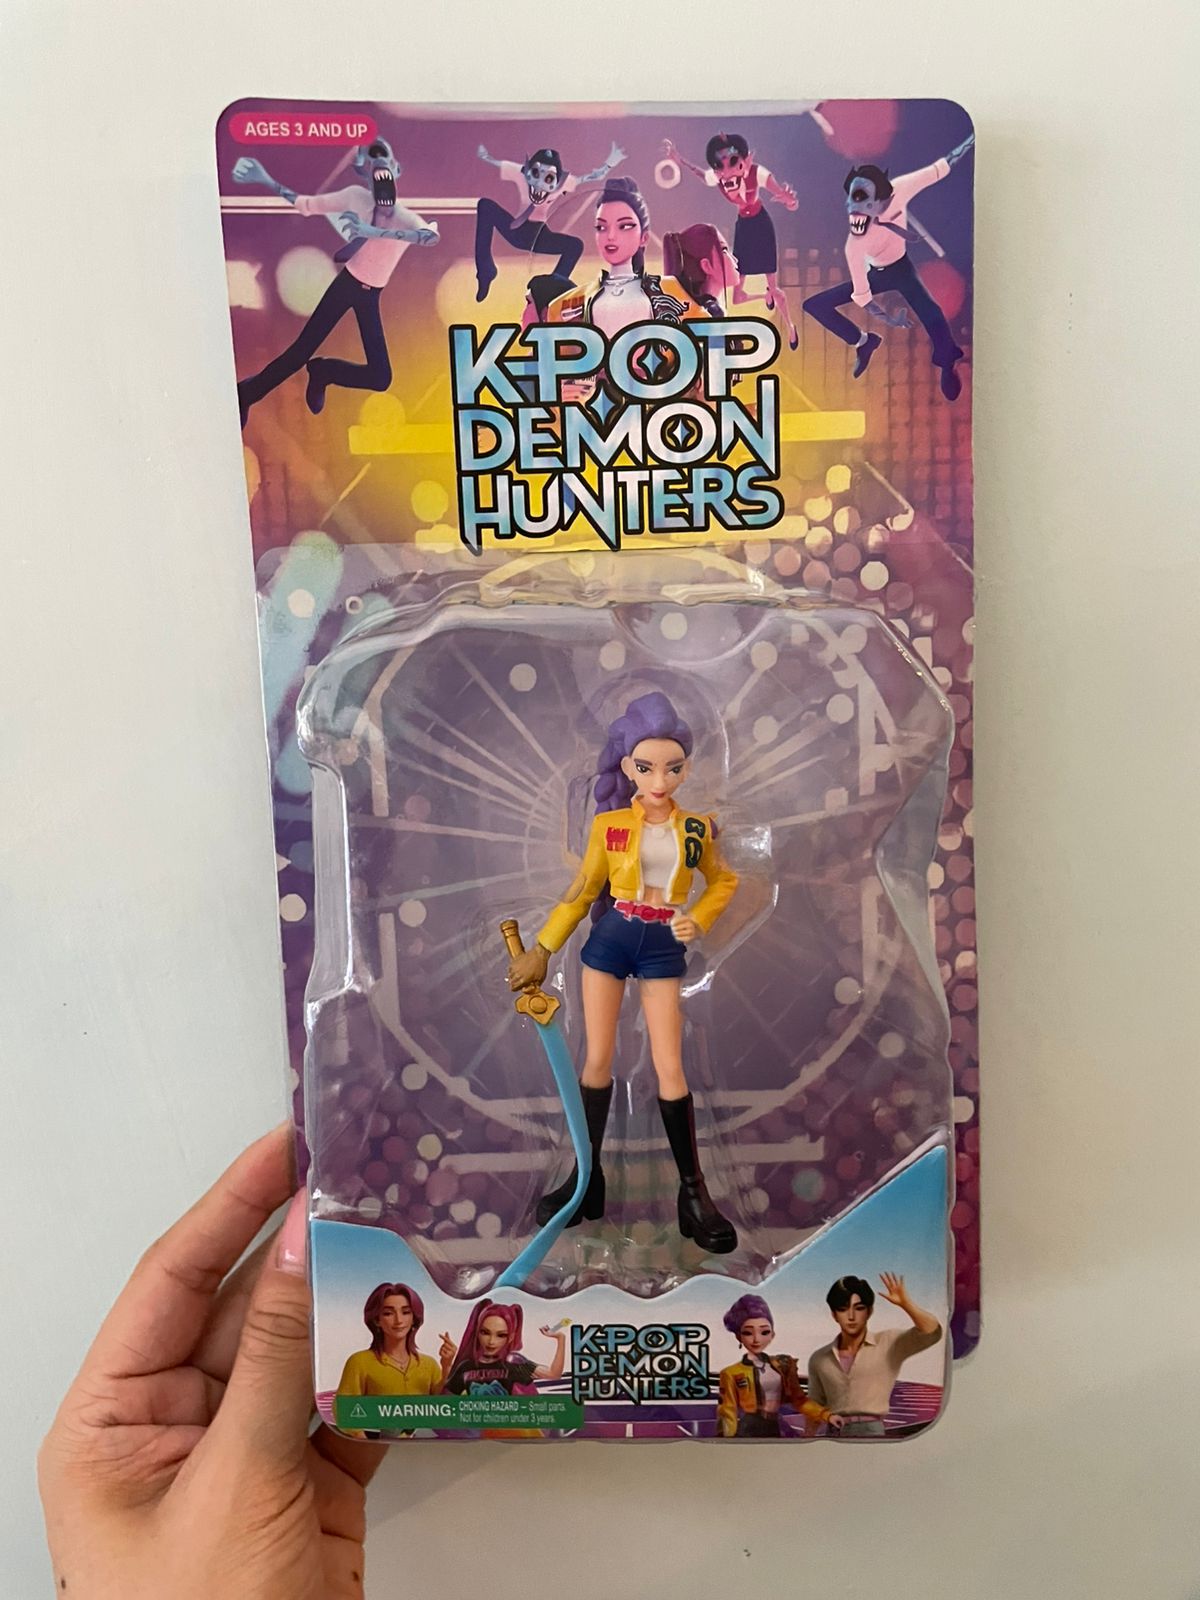 AGES 3 AND UP
K-POP
DEMON
HUNTERS
K-POP
DEMON
HUNTERS
WARNING: CHOKING HAZARD – Small parts.
Not for children under 3 years.